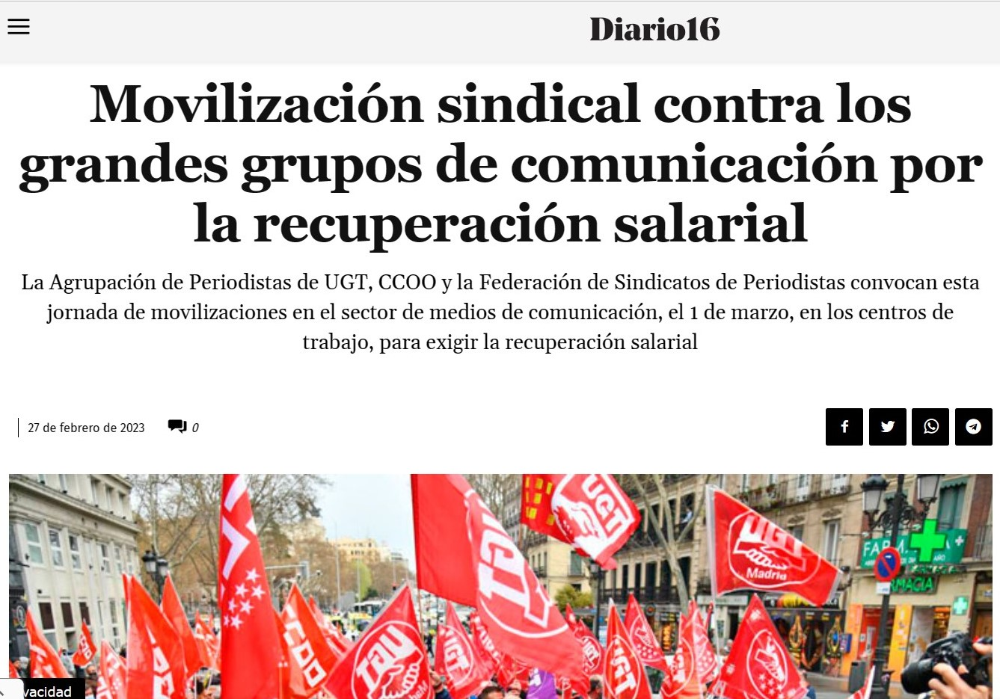 Diario16
Movilización sindical contra los
grandes grupos de comunicación por
la recuperación salarial
La Agrupación de Periodistas de UGT, CCOO y la Federación de Sindicatos de Periodistas convocan esta
jornada de movilizaciones en el sector de medios de comunicación, el 1 de marzo, en los centros de
trabajo, para exigir la recuperación salarial
27 de febrero de 2023
0
UGT
UGT
UGT
Madrid
CCOO
UGT
UGT
UGT
vacidad